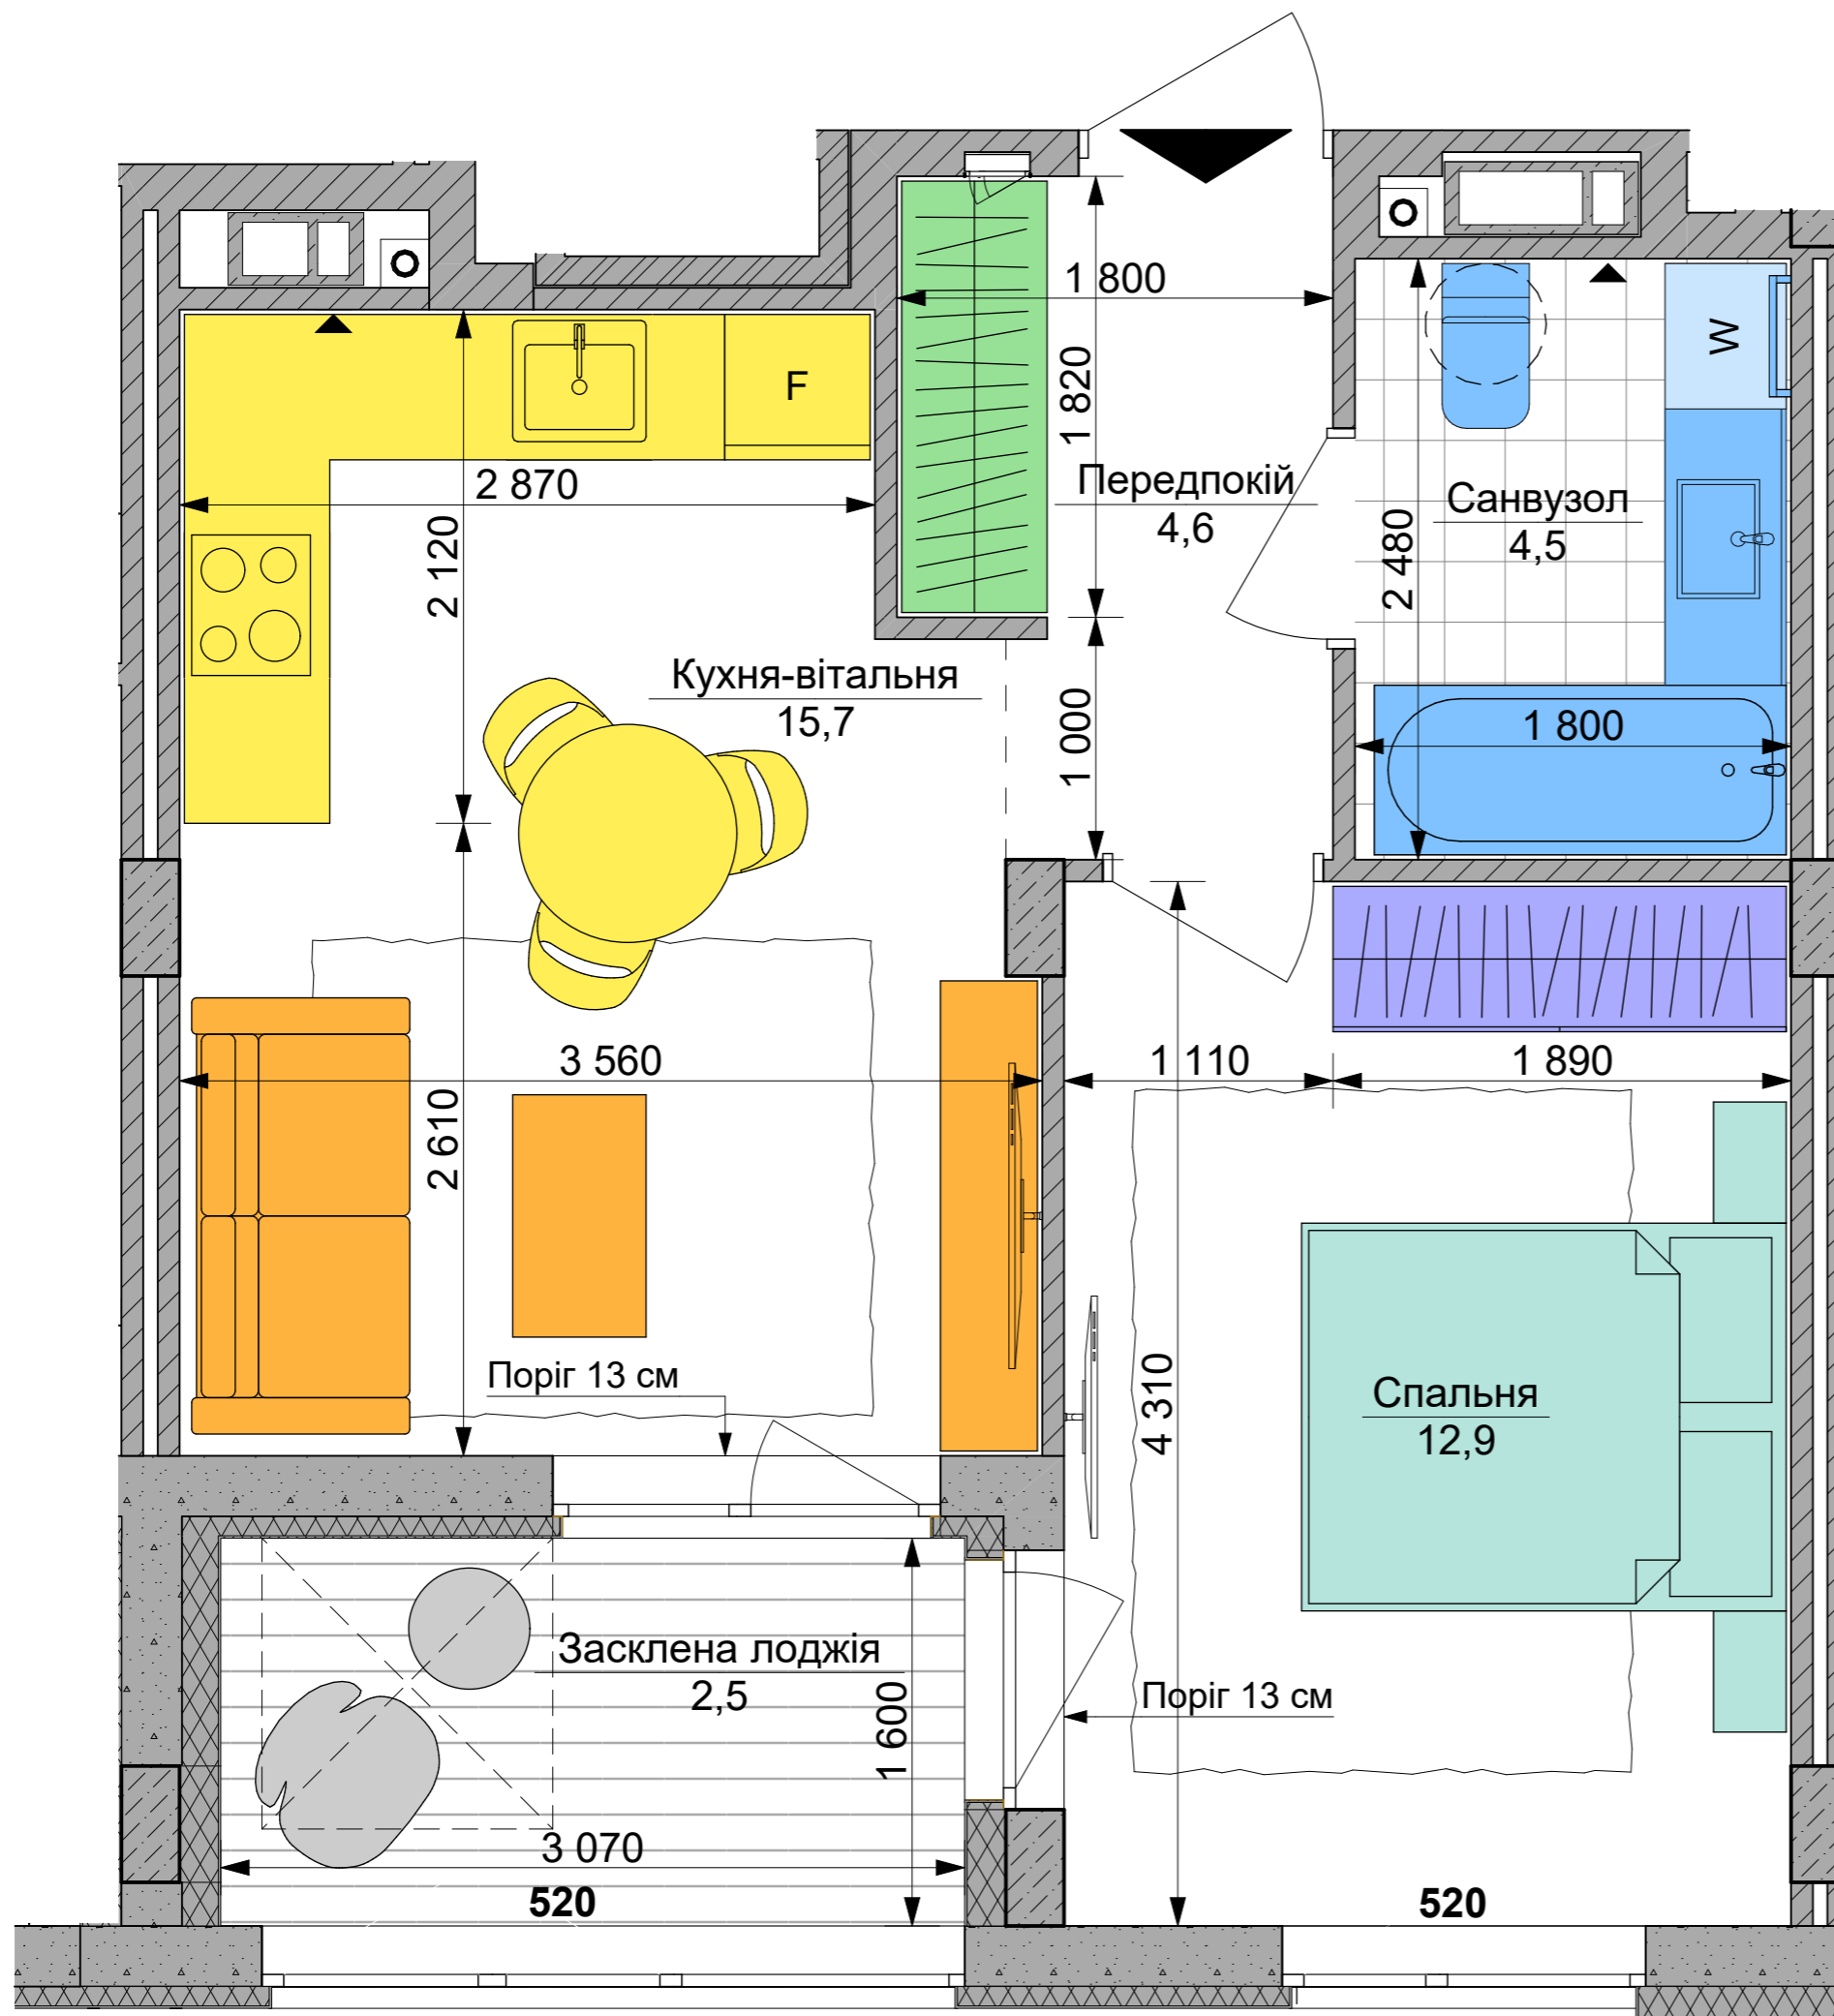 1 800
W
1 820
F
2 870
Передпокій
4,6
Санвузол
4,5
2 120
2 480
Кухня-вітальня
15,7
1 000
1 800
3 560
1 110
1 890
2 610
Поріг 13 см
4 310
Спальня
12,9
Засклена лоджія
2,5
1 600
Поріг 13 см
3 070
520
520